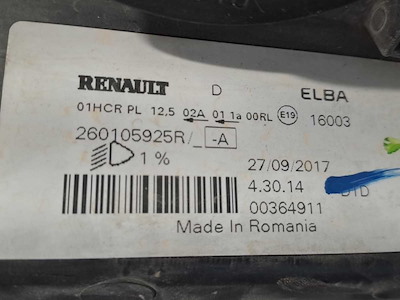 RENAULT D ELBA
01HCR PL 12.5 02A 01 1a 00RL E19 16003
260105925R/_ -A
1%
27/09/2017
4.30.14
00364911
Made In Romania